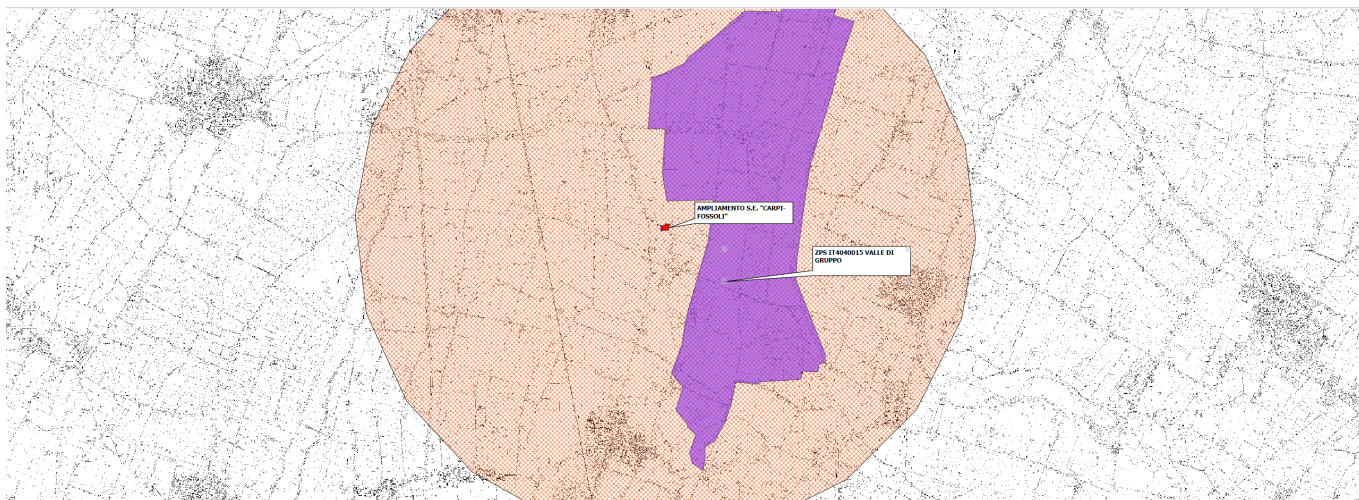 AMPLIAMENTO S.E. "CARPI-
FOSSOLI"
ZPS IT4040015 VALLE DI
GRUPPO